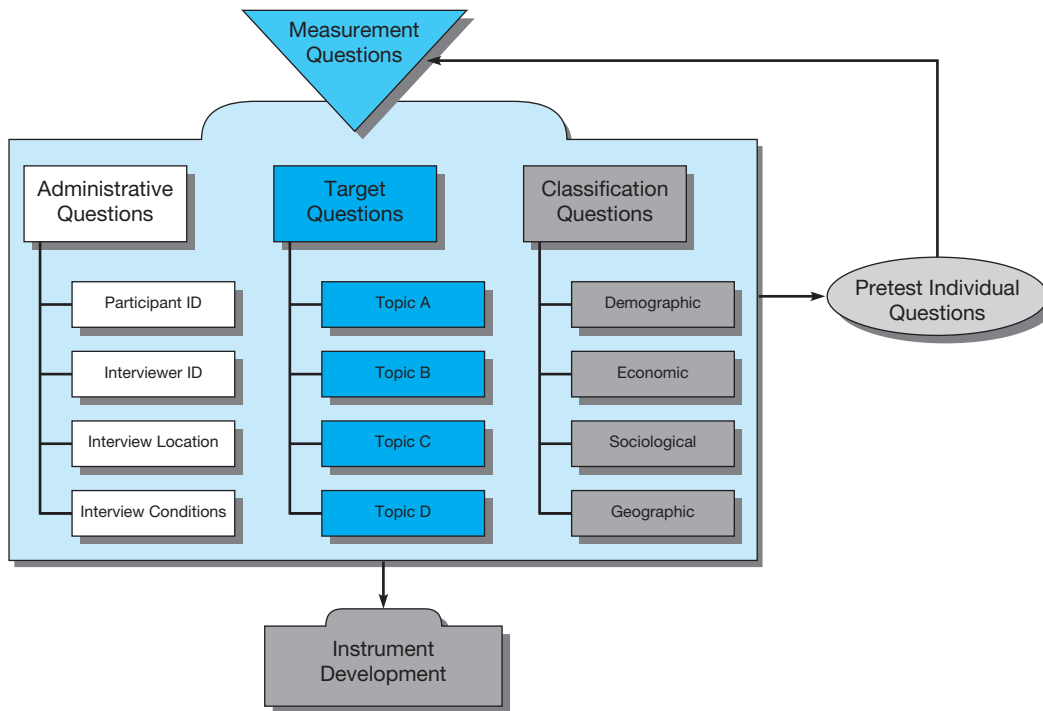 Measurement
Questions
Administrative
Questions
Target
Questions
Classification
Questions
Participant ID
Topic A
Demographic
Interviewer ID
Topic B
Economic
Interview Location
Topic C
Sociological
Interview Conditions
Topic D
Geographic
Pretest Individual
Questions
Instrument
Development